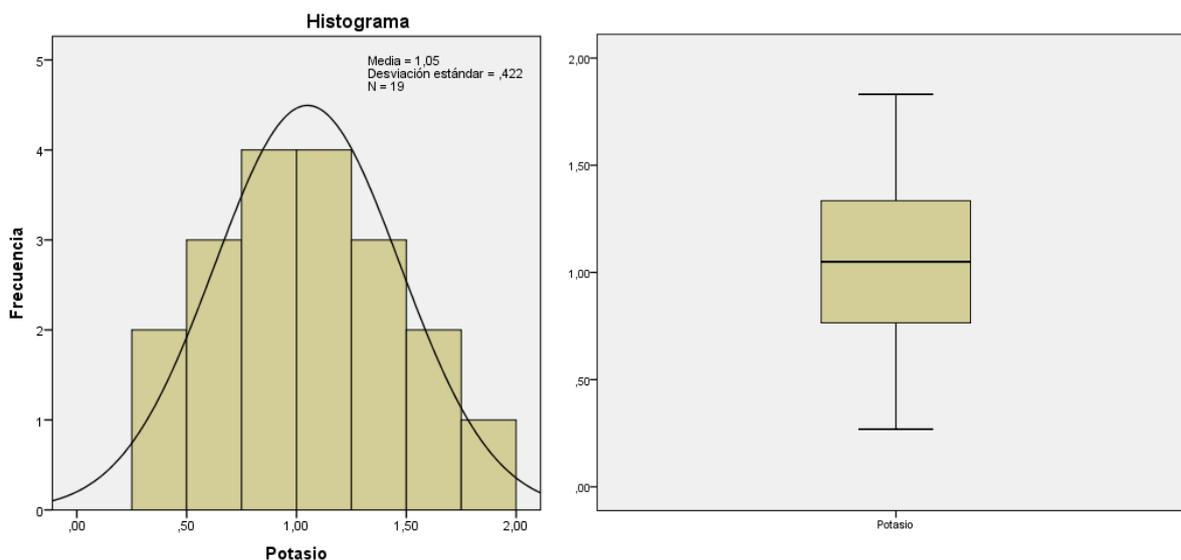 Histograma
Media = 1,05
Desviación estándar = ,422
N = 19
5
4
3
2
1
0
Frecuencia
,00
,50
1,00
1,50
2,00
Potasio
2,00
1,50
1,00
,50
,00
Potasio